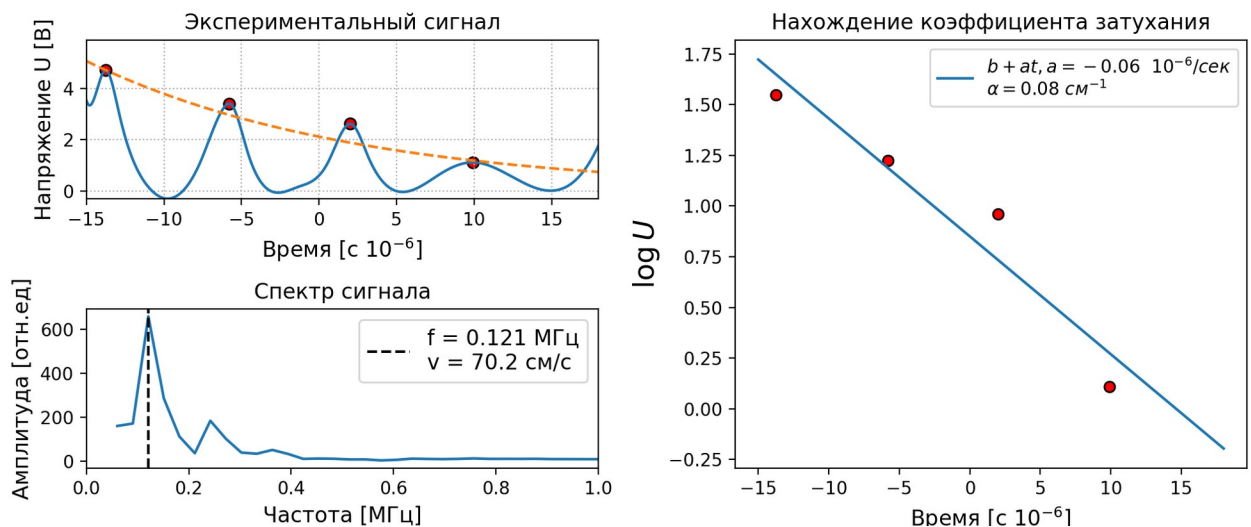 Экспериментальный сигнал
Напряжение U [В]
4
2
0
−15 −10 −5 0 5 10 15
Время [с 10⁻⁶]
Спектр сигнала
Амплитуда [отн.ед]
600
400
200
0
f = 0.121 МГц
v = 70.2 см/с
0.0 0.2 0.4 0.6 0.8 1.0
Частота [МГц]
Нахождение коэффициента затухания
log U
1.75
1.50
1.25
1.00
0.75
0.50
0.25
0.00
−0.25
b + at, a = −0.06 10⁻⁶/сек
α = 0.08 см⁻¹
−15 −10 −5 0 5 10 15
Время [с 10⁻⁶]